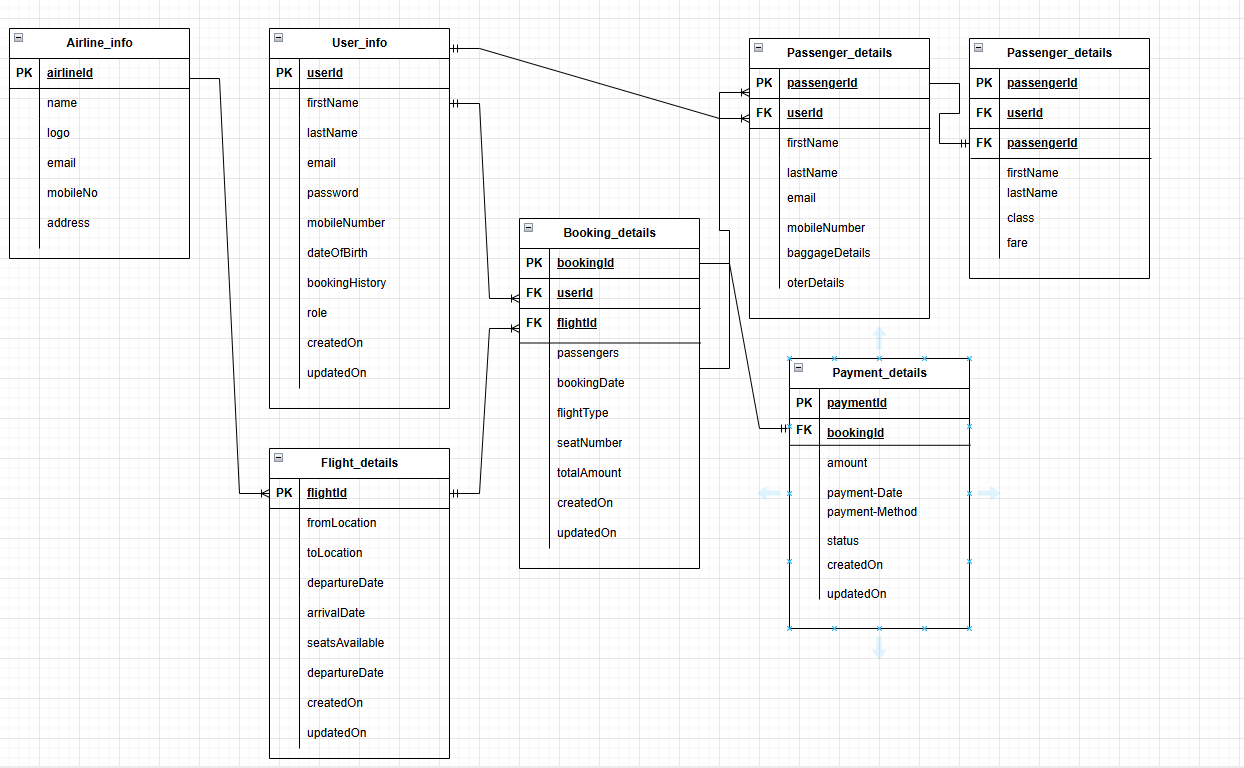 Airline_info
PK airlineId
name
logo
email
mobileNo
address
User_info
PK userId
firstName
lastName
email
password
mobileNumber
dateOfBirth
bookingHistory
role
createdOn
updatedOn
Flight_details
PK flightId
fromLocation
toLocation
departureDate
arrivalDate
seatsAvailable
departureDate
createdOn
updatedOn
Booking_details
PK bookingId
FK userId
FK flightId
passengers
bookingDate
flightType
seatNumber
totalAmount
createdOn
updatedOn
Passenger_details
PK passengerId
FK userId
firstName
lastName
email
mobileNumber
baggageDetails
oterDetails
Passenger_details
PK passengerId
FK userId
FK passengerId
firstName
lastName
class
fare
Payment_details
PK paymentId
FK bookingId
amount
payment-Date
payment-Method
status
createdOn
updatedOn